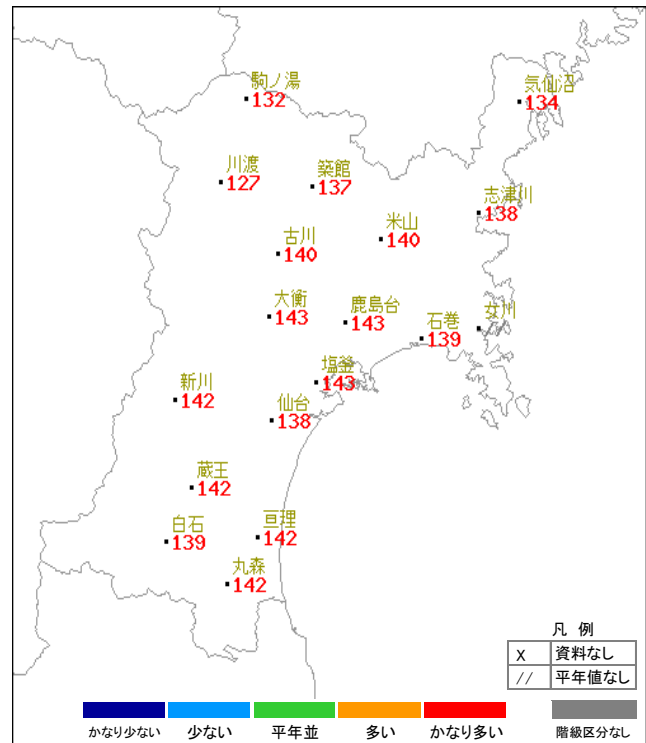 駒ノ湯
132
気仙沼
134
川渡
127
築館
137
志津川
138
米山
140
古川
140
大衡
143
鹿島台
143
石巻
139
女川
塩釜
143
新川
142
仙台
138
蔵王
142
白石
139
亘理
142
丸森
142
凡 例
X 資料なし
// 平年値なし
かなり少ない 少ない 平年並 多い かなり多い 階級区分なし